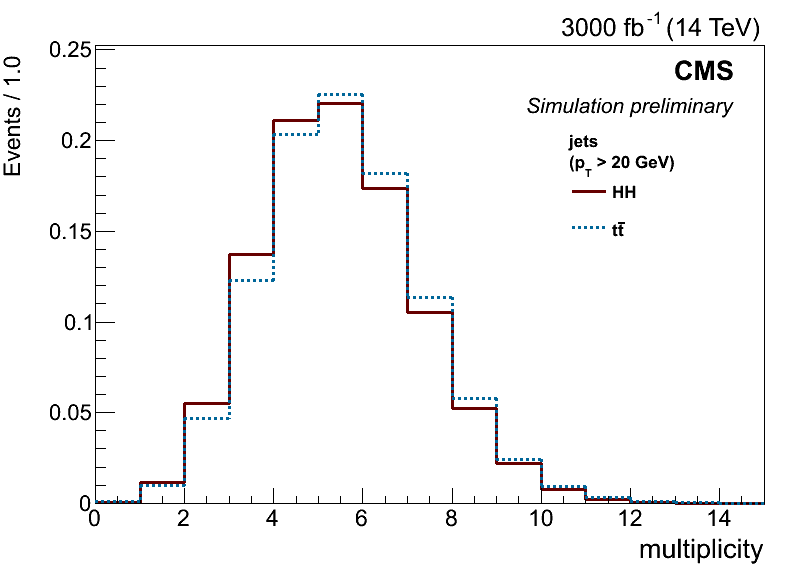 3000 fb⁻¹ (14 TeV)
Events / 1.0
CMS
Simulation preliminary
jets
(p_T > 20 GeV)
HH
tt̄
0.25
0.2
0.15
0.1
0.05
0
0 2 4 6 8 10 12 14
multiplicity